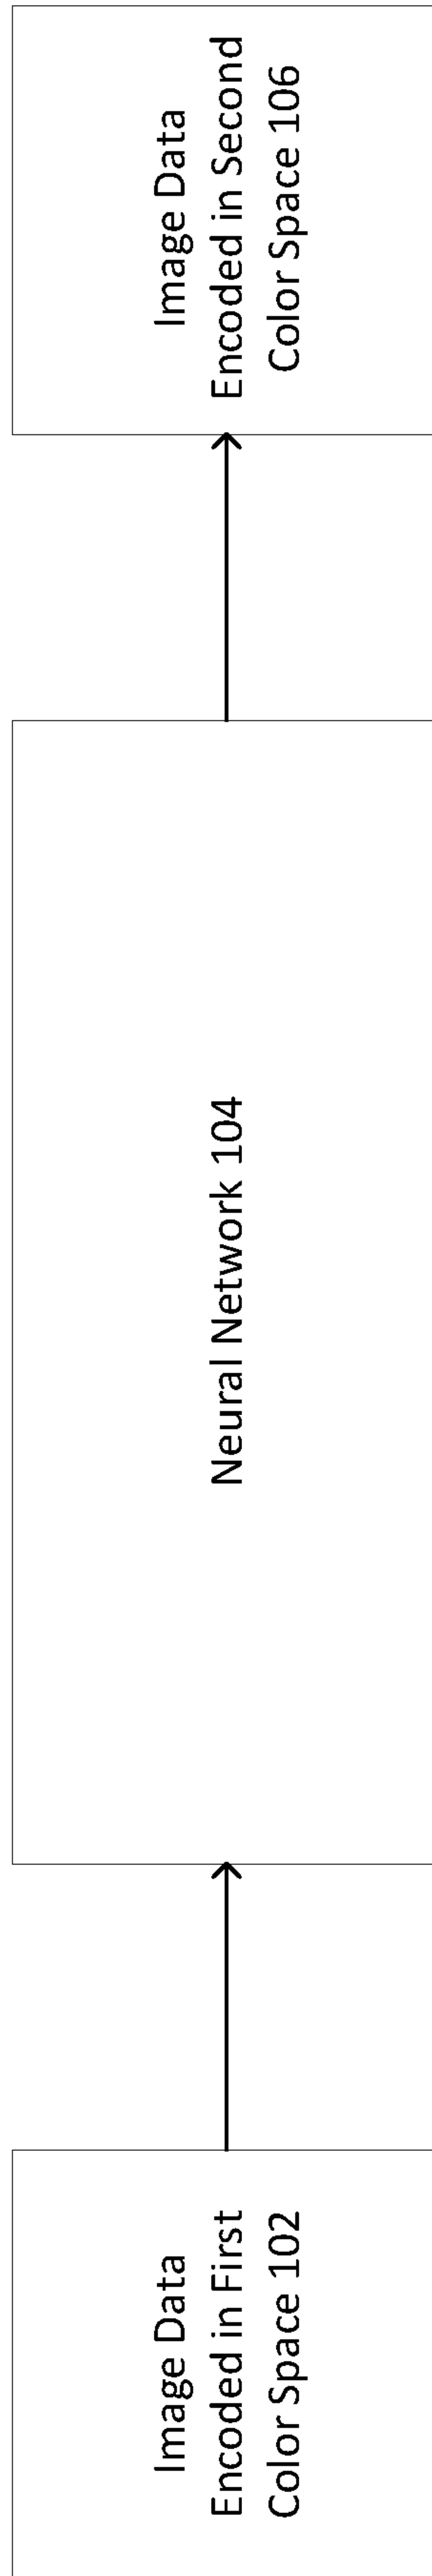 Image Data
Encoded in First
Color Space 102
Neural Network 104
Image Data
Encoded in Second
Color Space 106